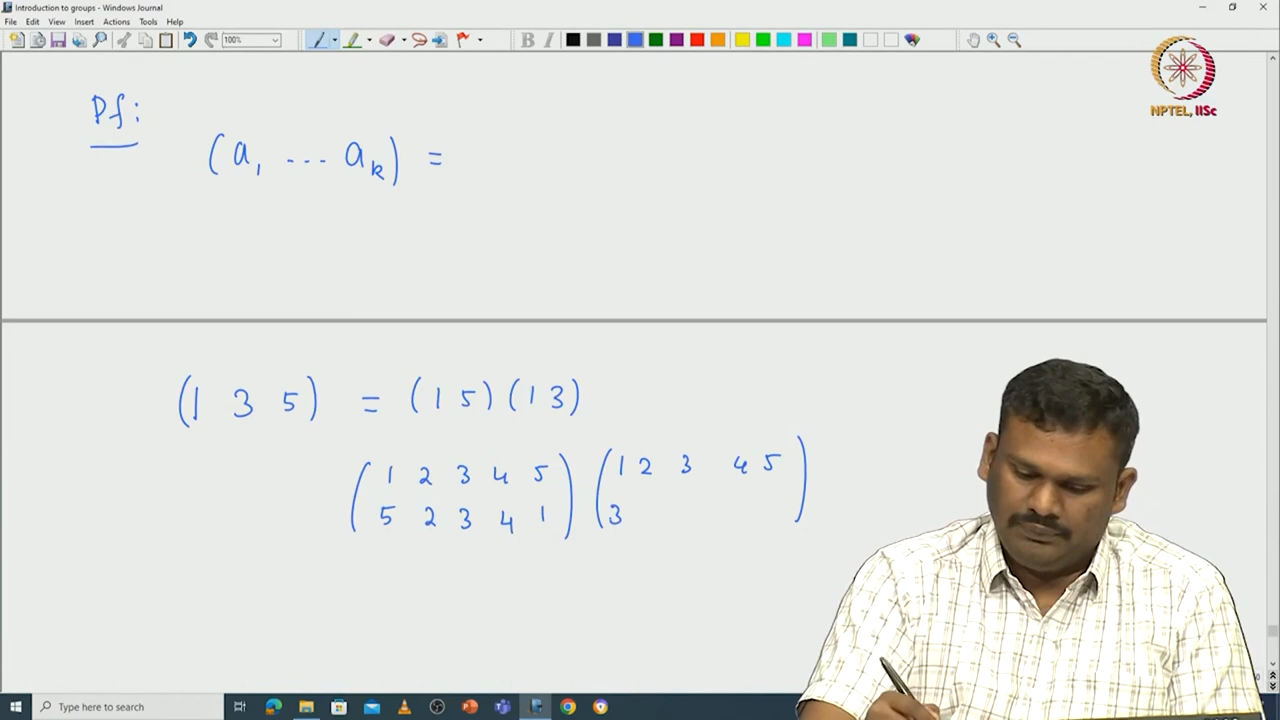 Introduction to groups - Windows Journal
File Edit View Insert Actions Tools Help
100%
B I
NPTEL, IISc
Pf:
(a₁ --- aₖ) =
(1 3 5) = (1 5)(1 3)
(1 2 3 4 5) (1 2 3 4 5)
(5 2 3 4 1) (3
Type here to search